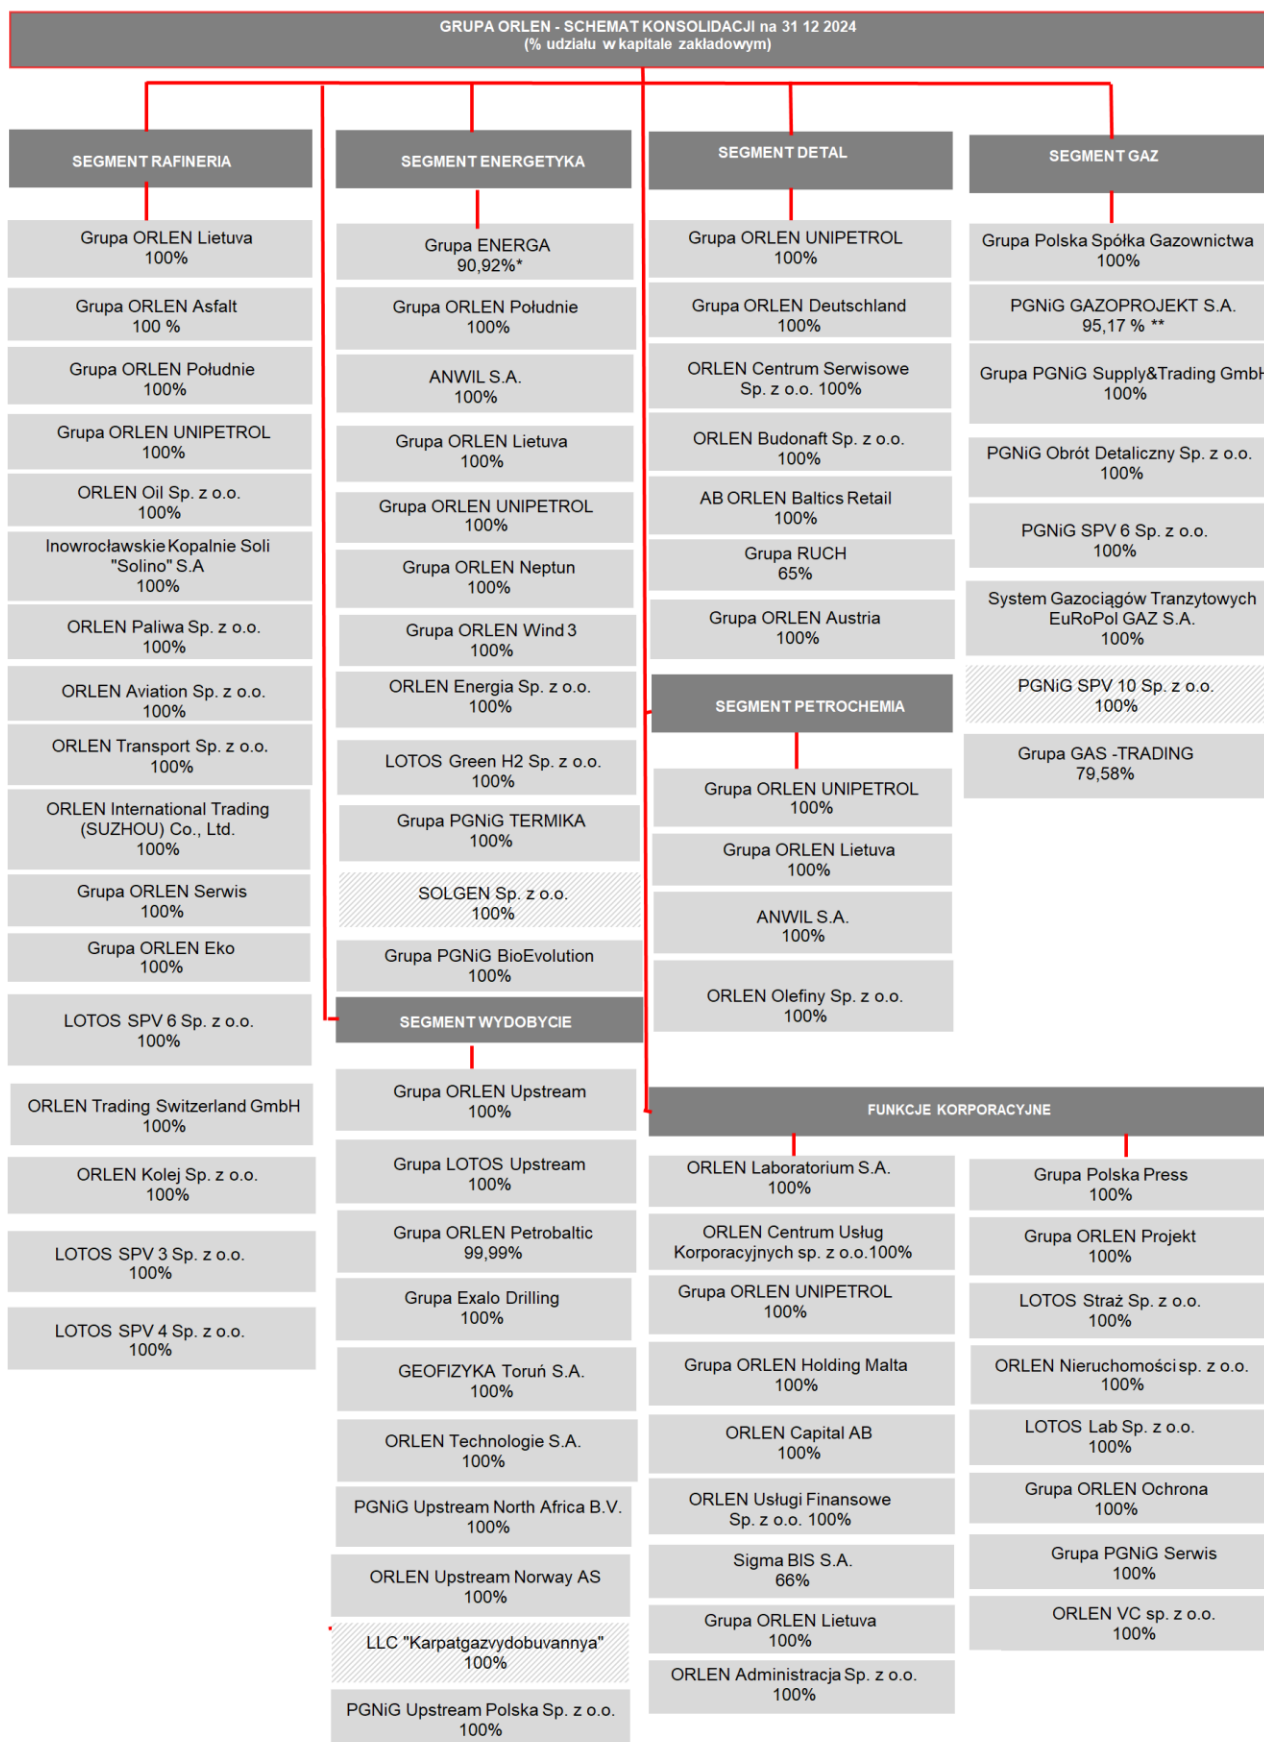 GRUPA ORLEN - SCHEMAT KONSOLIDACJI na 31 12 2024
(% udziału w kapitale zakładowym)
SEGMENT RAFINERIA
Grupa ORLEN Lietuva
100%
Grupa ORLEN Asfalt
100 %
Grupa ORLEN Południe
100%
Grupa ORLEN UNIPETROL
100%
ORLEN Oil Sp. z o.o.
100%
Inowrocławskie Kopalnie Soli
"Solino" S.A
100%
ORLEN Paliwa Sp. z o.o.
100%
ORLEN Aviation Sp. z o.o.
100%
ORLEN Transport Sp. z o.o.
100%
ORLEN International Trading
(SUZHOU) Co., Ltd.
100%
Grupa ORLEN Serwis
100%
Grupa ORLEN Eko
100%
LOTOS SPV 6 Sp. z o.o.
100%
ORLEN Trading Switzerland GmbH
100%
ORLEN Kolej Sp. z o.o.
100%
LOTOS SPV 3 Sp. z o.o.
100%
LOTOS SPV 4 Sp. z o.o.
100%
SEGMENT ENERGETYKA
Grupa ENERGA
90,92%*
Grupa ORLEN Południe
100%
ANWIL S.A.
100%
Grupa ORLEN Lietuva
100%
Grupa ORLEN UNIPETROL
100%
Grupa ORLEN Neptun
100%
Grupa ORLEN Wind 3
100%
ORLEN Energia Sp. z o.o.
100%
LOTOS Green H2 Sp. z o.o.
100%
Grupa PGNiG TERMIKA
100%
SOLGEN Sp. z o.o.
100%
Grupa PGNiG BioEvolution
100%
SEGMENT WYDOBYCIE
Grupa ORLEN Upstream
100%
Grupa LOTOS Upstream
100%
Grupa ORLEN Petrobaltic
99,99%
Grupa Exalo Drilling
100%
GEOFIZYKA Toruń S.A.
100%
ORLEN Technologie S.A.
100%
PGNiG Upstream North Africa B.V.
100%
ORLEN Upstream Norway AS
100%
LLC "Karpatgazvydobuvannya"
100%
PGNiG Upstream Polska Sp. z o.o.
100%
SEGMENT DETAL
Grupa ORLEN UNIPETROL
100%
Grupa ORLEN Deutschland
100%
ORLEN Centrum Serwisowe
Sp. z o.o. 100%
ORLEN Budonaft Sp. z o.o.
100%
AB ORLEN Baltics Retail
100%
Grupa RUCH
65%
Grupa ORLEN Austria
100%
SEGMENT PETROCHEMIA
Grupa ORLEN UNIPETROL
100%
Grupa ORLEN Lietuva
100%
ANWIL S.A.
100%
ORLEN Olefiny Sp. z o.o.
100%
SEGMENT GAZ
Grupa Polska Spółka Gazownictwa
100%
PGNiG GAZOPROJEKT S.A.
95,17 % **
Grupa PGNiG Supply&Trading GmbH
100%
PGNiG Obrót Detaliczny Sp. z o.o.
100%
PGNiG SPV 6 Sp. z o.o.
100%
System Gazociągów Tranzytowych
EuRoPol GAZ S.A.
100%
PGNiG SPV 10 Sp. z o.o.
100%
Grupa GAS -TRADING
79,58%
FUNKCJE KORPORACYJNE
ORLEN Laboratorium S.A.
100%
ORLEN Centrum Usług
Korporacyjnych sp. z o.o.100%
Grupa ORLEN UNIPETROL
100%
Grupa ORLEN Holding Malta
100%
ORLEN Capital AB
100%
ORLEN Usługi Finansowe
Sp. z o.o. 100%
Sigma BIS S.A.
66%
Grupa ORLEN Lietuva
100%
ORLEN Administracja Sp. z o.o.
100%
Grupa Polska Press
100%
Grupa ORLEN Projekt
100%
LOTOS Straż Sp. z o.o.
100%
ORLEN Nieruchomości sp. z o.o.
100%
LOTOS Lab Sp. z o.o.
100%
Grupa ORLEN Ochrona
100%
Grupa PGNiG Serwis
100%
ORLEN VC sp. z o.o.
100%